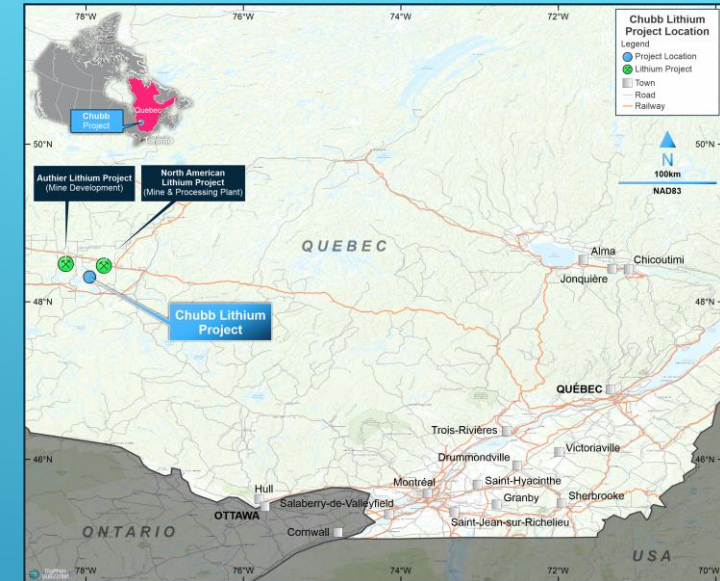 78°W
76°W
74°W
72°W
Chubb Lithium
Project Location
Legend
Project Location
Lithium Project
Town
Road
Railway
Quebec
Chubb
Project
Toronto
50°N
50°N
N
100km
NAD83
Authier Lithium Project
(Mine Development)
North American
Lithium Project
(Mine & Processing Plant)
QUEBEC
Alma
Chicoutimi
Jonquière
48°N
48°N
Chubb Lithium
Project
QUÉBEC
Trois-Rivières
Victoriaville
Drummondville
46°N
46°N
Montréal
Saint-Hyacinthe
Hull
Granby
Sherbrooke
Salaberry-de-Valleyfield
OTTAWA
Saint-Jean-sur-Richelieu
Cornwall
ONTARIO
USA
78°W
76°W
74°W
72°W
70°W